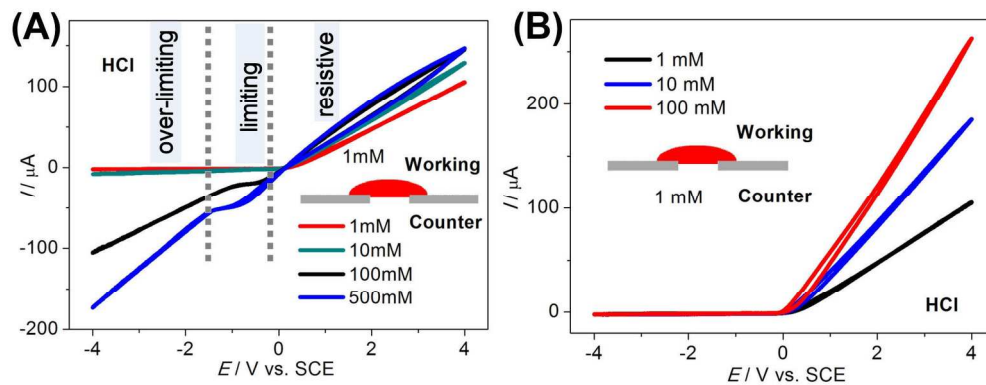 (A)
HCl
over-limiting
limiting
resistive
1mM
Working
Counter
1mM
10mM
100mM
500mM
I / µA
100
0
-100
-200
-4
-2
0
2
4
E / V vs. SCE
(B)
1 mM
10 mM
100 mM
Working
1 mM
Counter
HCl
I / µA
200
100
0
-4
-2
0
2
4
E / V vs. SCE